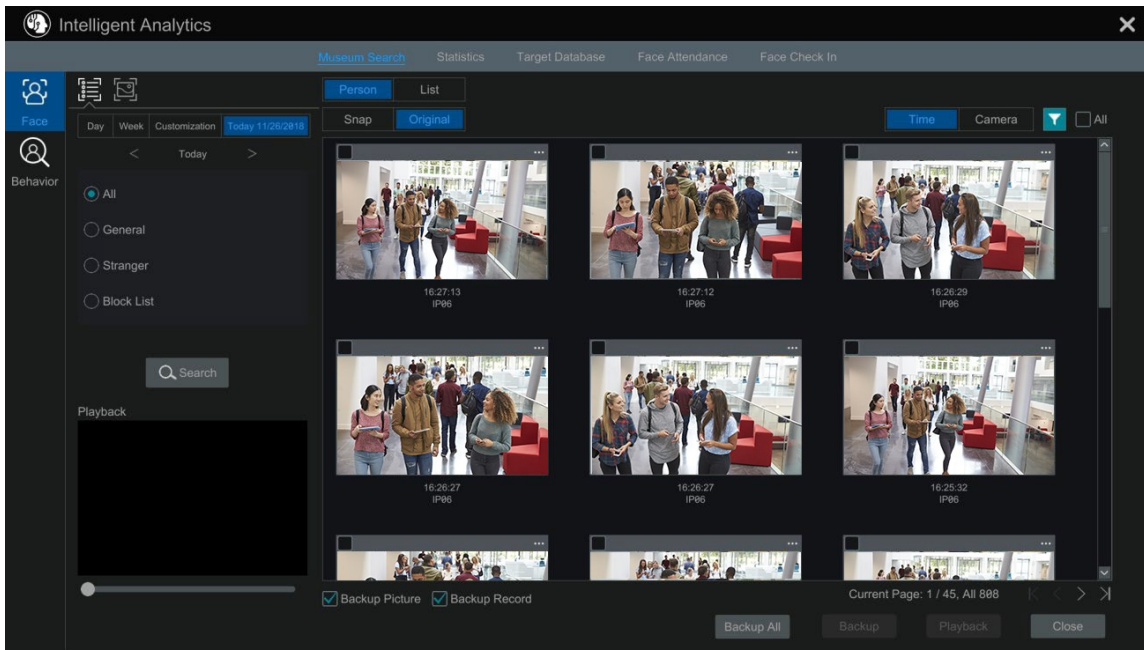 Intelligent Analytics
Museum Search Statistics Target Database Face Attendance Face Check In
Face
Behavior
Day Week Customization Today 11/26/2018
< Today >
All
General
Stranger
Block List
Search
Playback
Person List
Snap Original
Time Camera All
16:27:13
IP06
16:27:12
IP06
16:26:29
IP06
16:26:27
IP06
16:26:27
IP06
16:25:32
IP06
Backup Picture Backup Record
Current Page: 1 / 45, All 808
Backup All Backup Playback Close